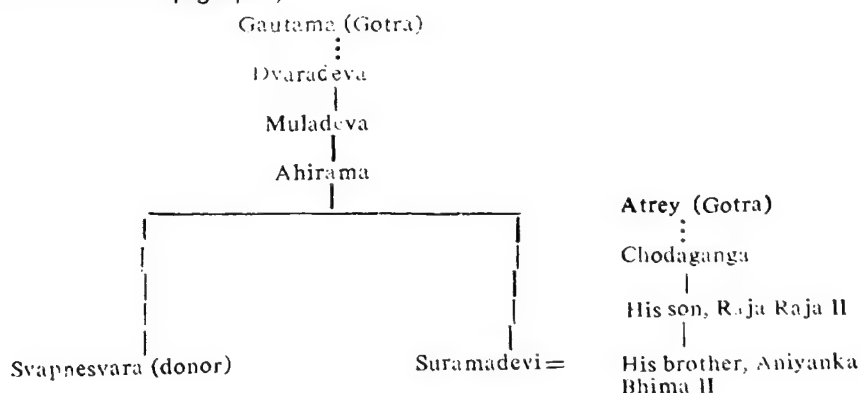 Gautama (Gotra)
Dvaradeva
Muladeva
Ahirama
Atrey (Gotra)
Chodaganga
His son, Raja Raja II
Svapnesvara (donor)
Suramadevi=
His brother, Aniyanka
Bhima II